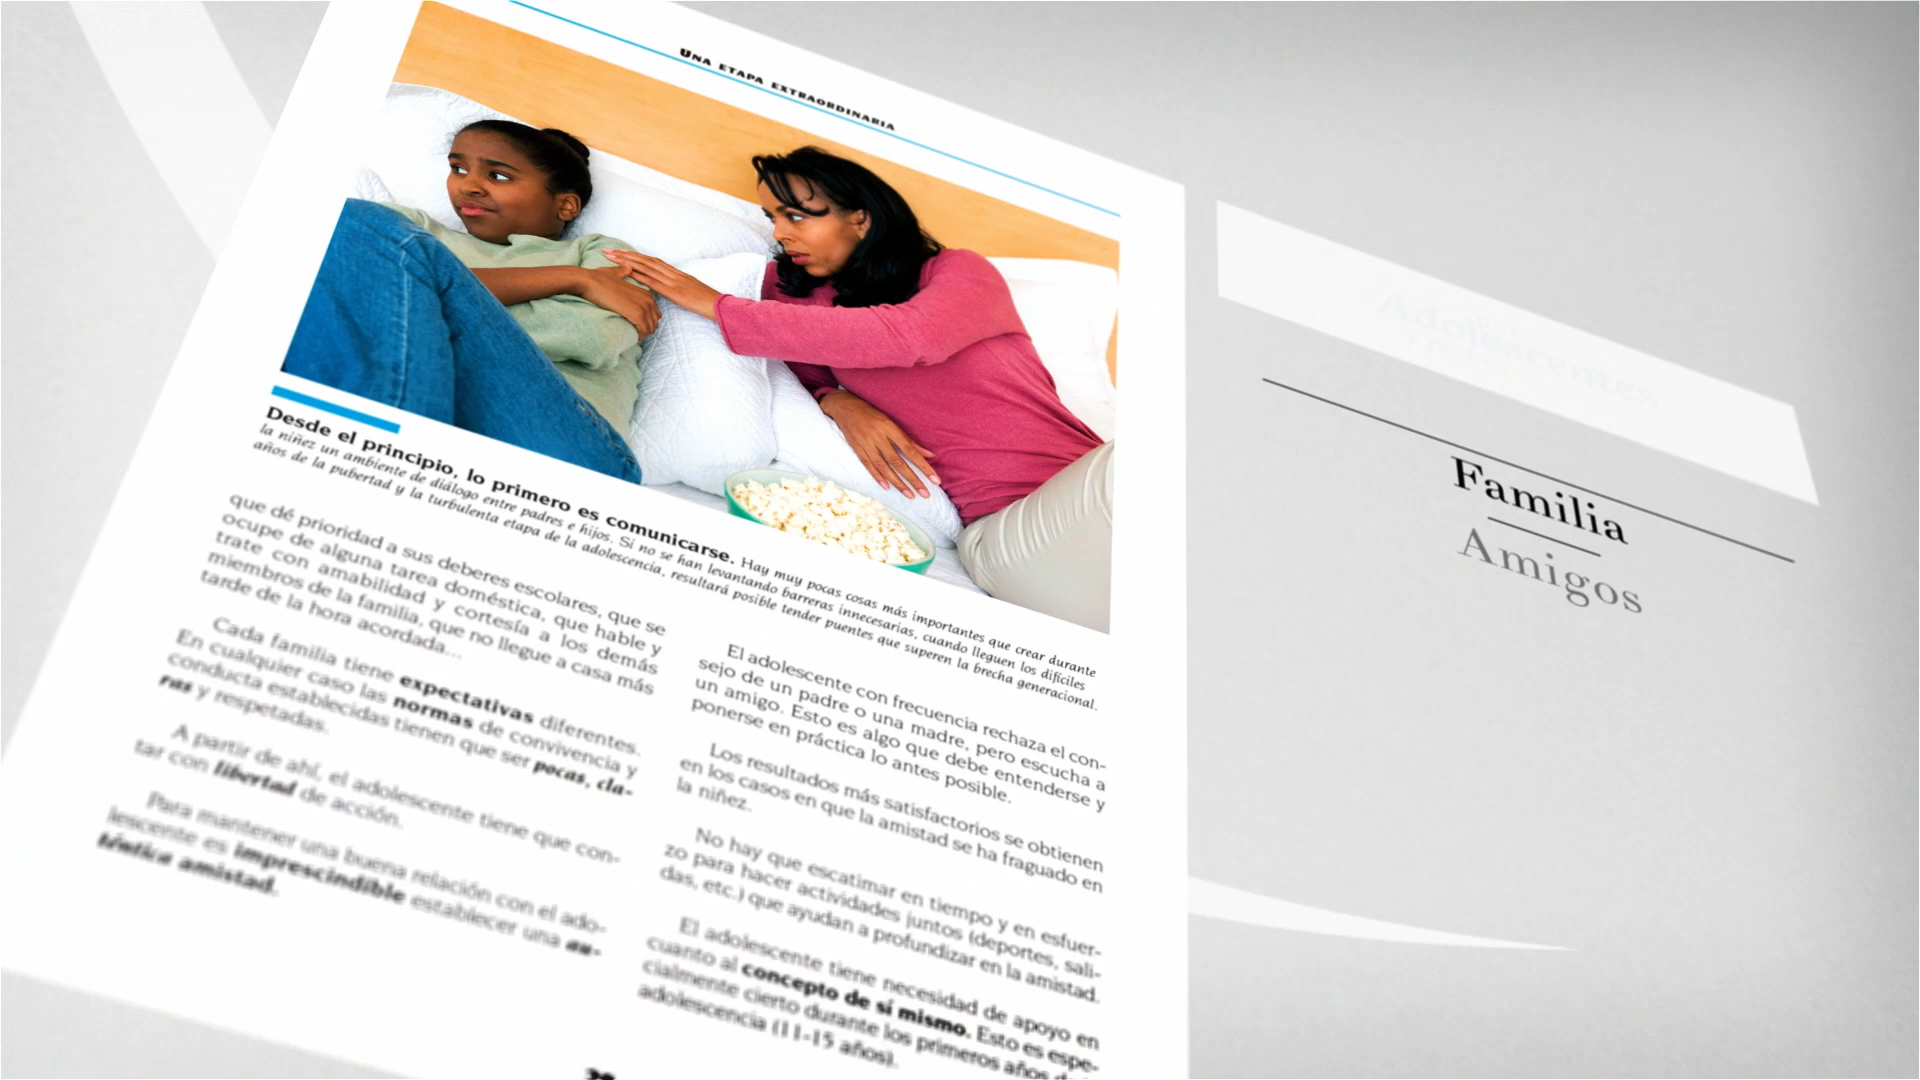 UNA ETAPA EXTRAORDINARIA
Desde el principio, lo primero es comunicarse. Hay muy pocas cosas más importantes que crear durante
la niñez un ambiente de diálogo entre padres e hijos. Si no se han levantando barreras innecesarias, cuando lleguen los difíciles
años de la pubertad y la turbulenta etapa de la adolescencia, resultará posible tender puentes que superen la brecha generacional.
que dé prioridad a sus deberes escolares, que se
ocupe de alguna tarea doméstica, que hable y
trate con amabilidad y cortesía a los demás
miembros de la familia, que no llegue a casa más
tarde de la hora acordada...
Cada familia tiene expectativas diferentes.
En cualquier caso las normas de convivencia y
conducta establecidas tienen que ser pocas, cla-
ras y respetadas.
A partir de ahí, el adolescente tiene que con-
tar con libertad de acción.
Para mantener una buena relación con el ado-
lescente es imprescindible establecer una au-
téntica amistad.
El adolescente con frecuencia rechaza el con-
sejo de un padre o una madre, pero escucha a
un amigo. Esto es algo que debe entenderse y
ponerse en práctica lo antes posible.
Los resultados más satisfactorios se obtienen
en los casos en que la amistad se ha fraguado en
la niñez.
No hay que escatimar en tiempo y en esfuer-
zo para hacer actividades juntos (deportes, sali-
das, etc.) que ayudan a profundizar en la amistad.
El adolescente tiene necesidad de apoyo en
cuanto al concepto de sí mismo. Esto es espe-
cialmente cierto durante los primeros años de la
adolescencia (11-15 años).
Adolescentes
Familia
Amigos